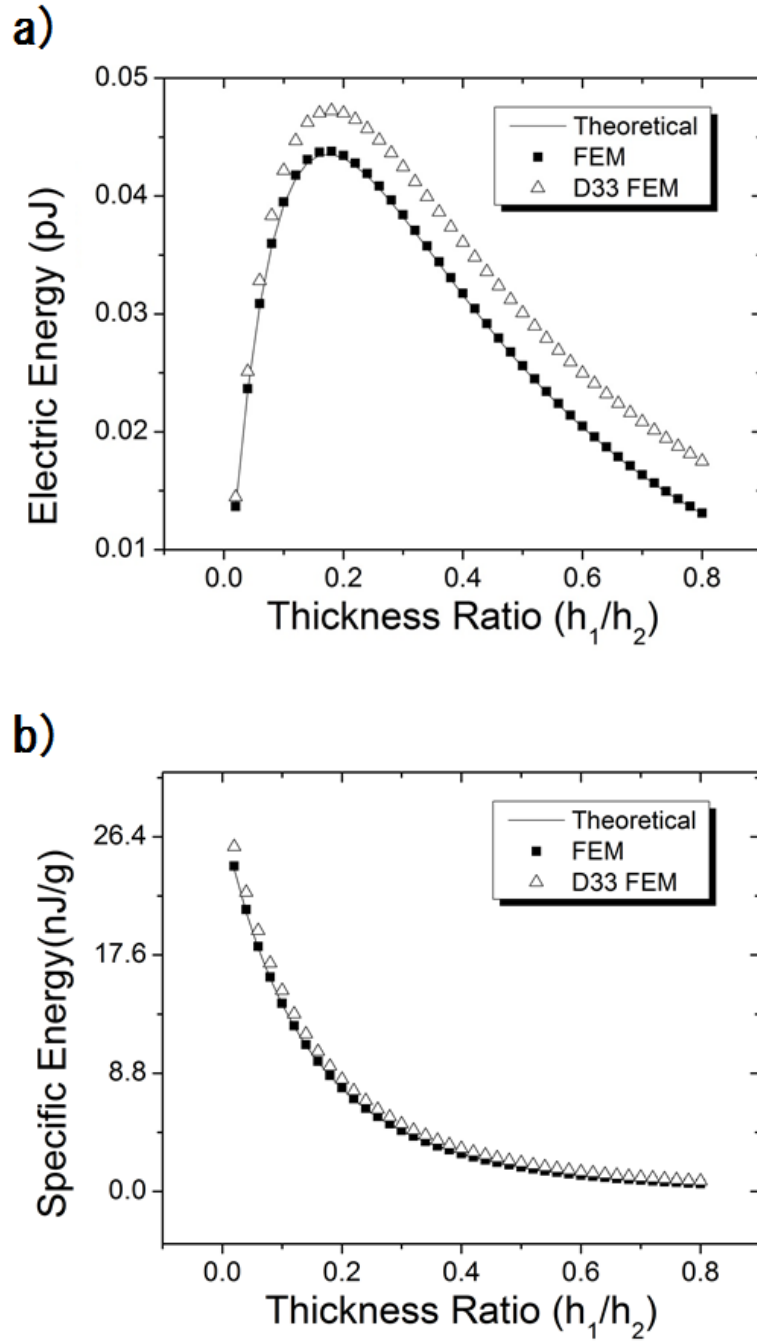 a)
0.05
0.04
0.03
0.02
0.01
Electric Energy (pJ)
Theoretical
FEM
D33 FEM
0.0 0.2 0.4 0.6 0.8
Thickness Ratio (h₁/h₂)
b)
26.4
17.6
8.8
0.0
Specific Energy(nJ/g)
Theoretical
FEM
D33 FEM
0.0 0.2 0.4 0.6 0.8
Thickness Ratio (h₁/h₂)